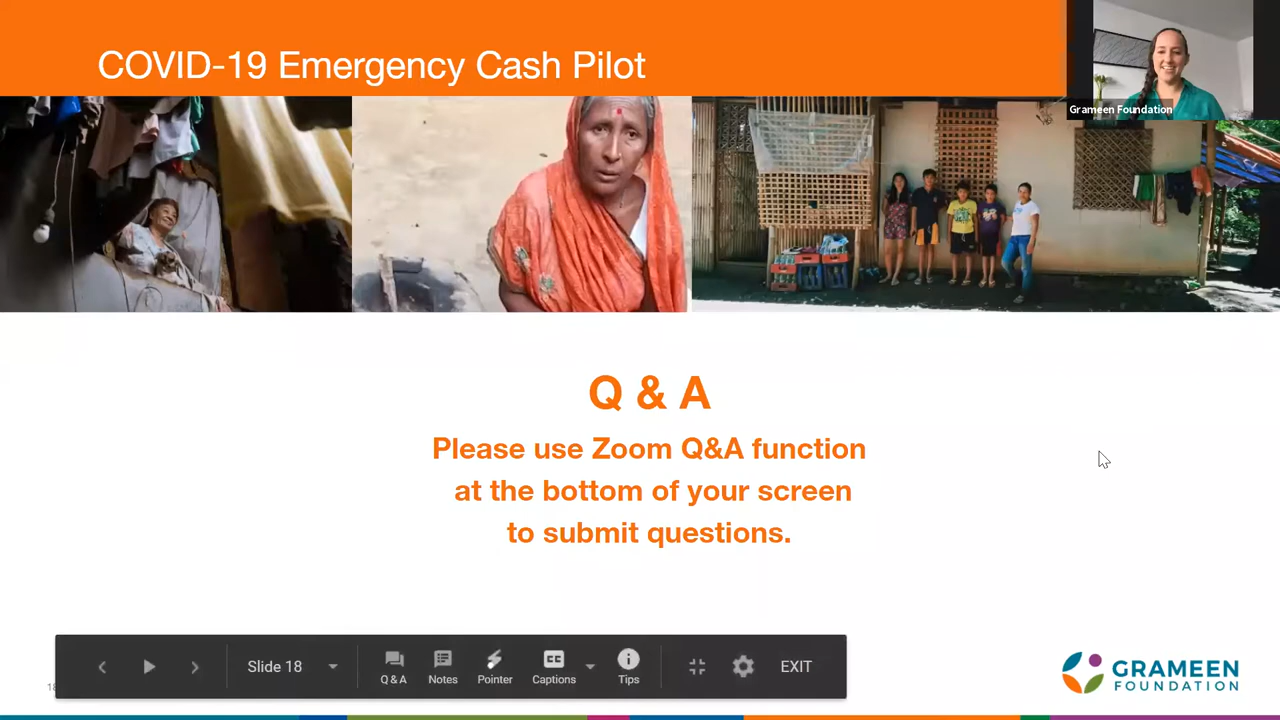 COVID-19 Emergency Cash Pilot
Grameen Foundation
Q & A
Please use Zoom Q&A function
at the bottom of your screen
to submit questions.
Slide 18
Q & A
Notes
Pointer
CC
Captions
Tips
EXIT
GRAMEEN
FOUNDATION